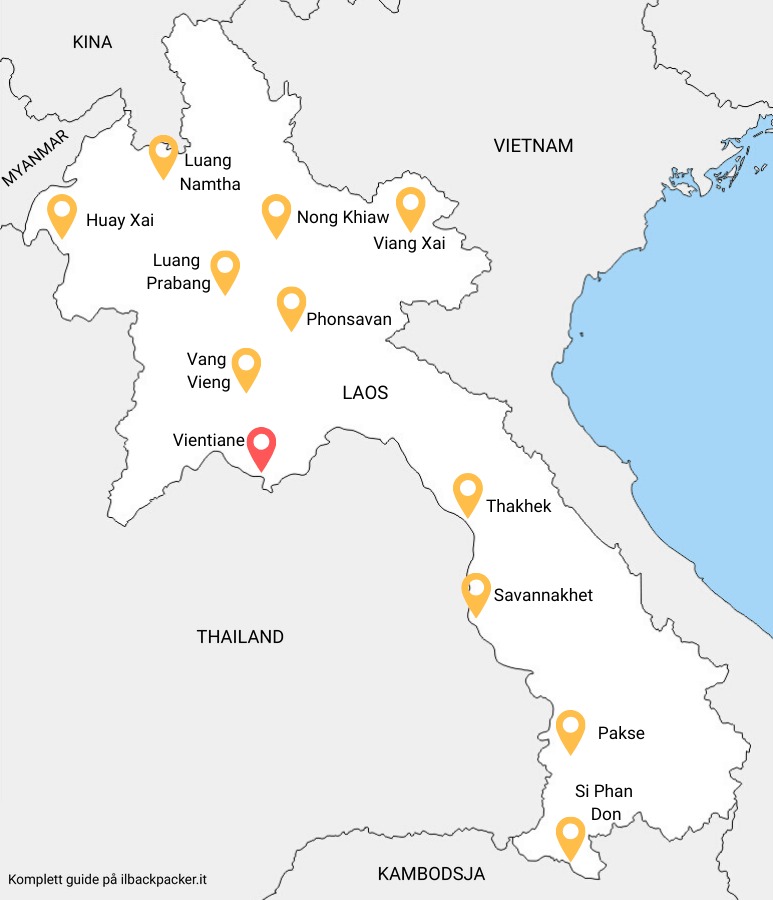 KINA
MYANMAR
VIETNAM
Luang
Namtha
Huay Xai
Nong Khiaw
Viang Xai
Luang
Prabang
Phonsavan
Vang
Vieng
LAOS
Vientiane
Thakhek
Savannakhet
THAILAND
Pakse
Si Phan
Don
KAMBODSJA
Komplett guide på ilbackpacker.it